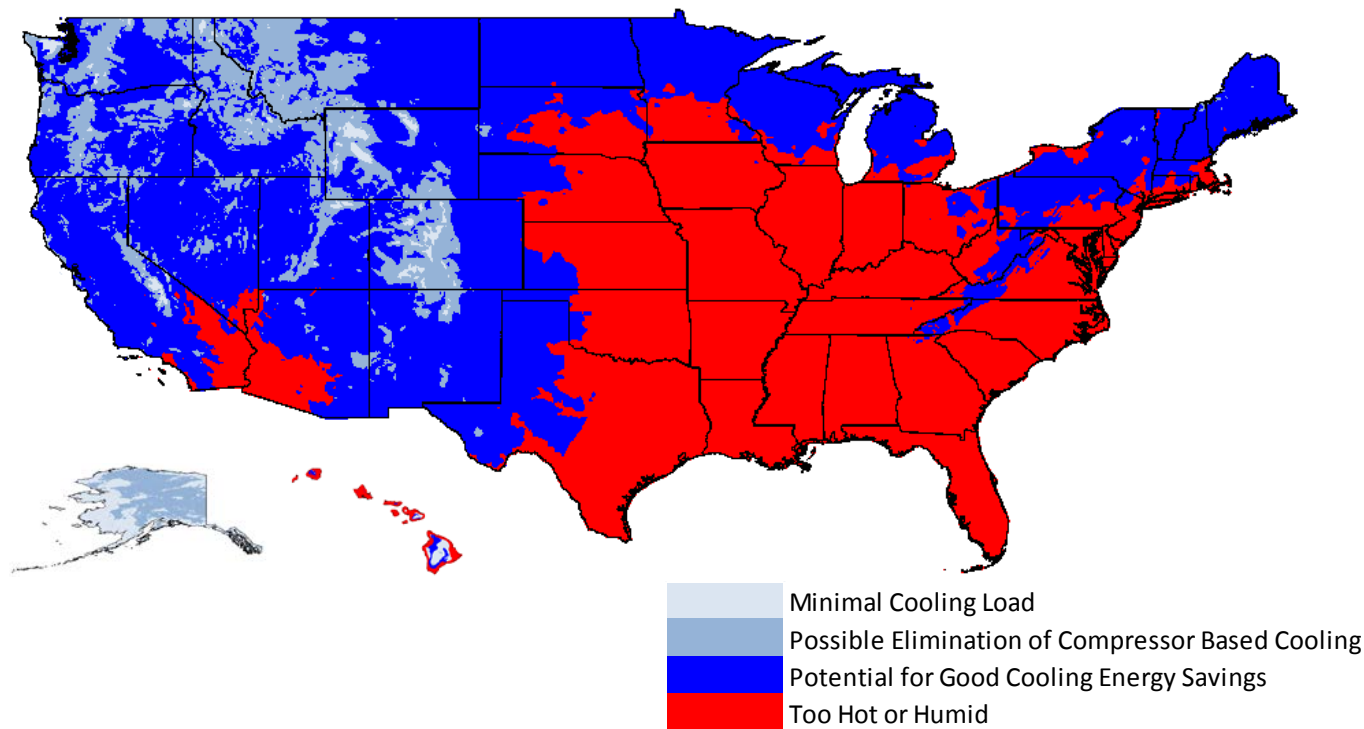 Minimal Cooling Load
Possible Elimination of Compressor Based Cooling
Potential for Good Cooling Energy Savings
Too Hot or Humid